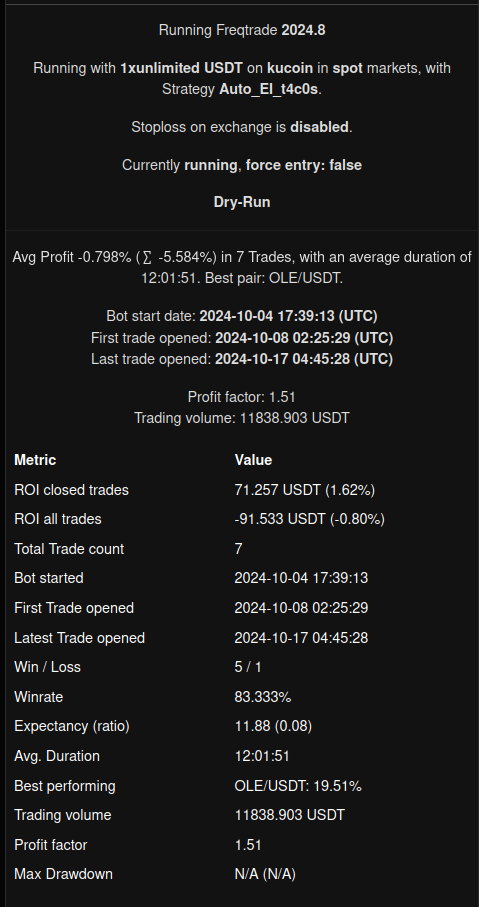 Running Freqtrade 2024.8
Running with 1xunlimited USDT on kucoin in spot markets, with
Strategy Auto_EI_t4c0s.
Stoploss on exchange is disabled.
Currently running, force entry: false
Dry-Run
Avg Profit -0.798% (∑ -5.584%) in 7 Trades, with an average duration of
12:01:51. Best pair: OLE/USDT.
Bot start date: 2024-10-04 17:39:13 (UTC)
First trade opened: 2024-10-08 02:25:29 (UTC)
Last trade opened: 2024-10-17 04:45:28 (UTC)
Profit factor: 1.51
Trading volume: 11838.903 USDT
Metric Value
ROI closed trades 71.257 USDT (1.62%)
ROI all trades -91.533 USDT (-0.80%)
Total Trade count 7
Bot started 2024-10-04 17:39:13
First Trade opened 2024-10-08 02:25:29
Latest Trade opened 2024-10-17 04:45:28
Win / Loss 5 / 1
Winrate 83.333%
Expectancy (ratio) 11.88 (0.08)
Avg. Duration 12:01:51
Best performing OLE/USDT: 19.51%
Trading volume 11838.903 USDT
Profit factor 1.51
Max Drawdown N/A (N/A)